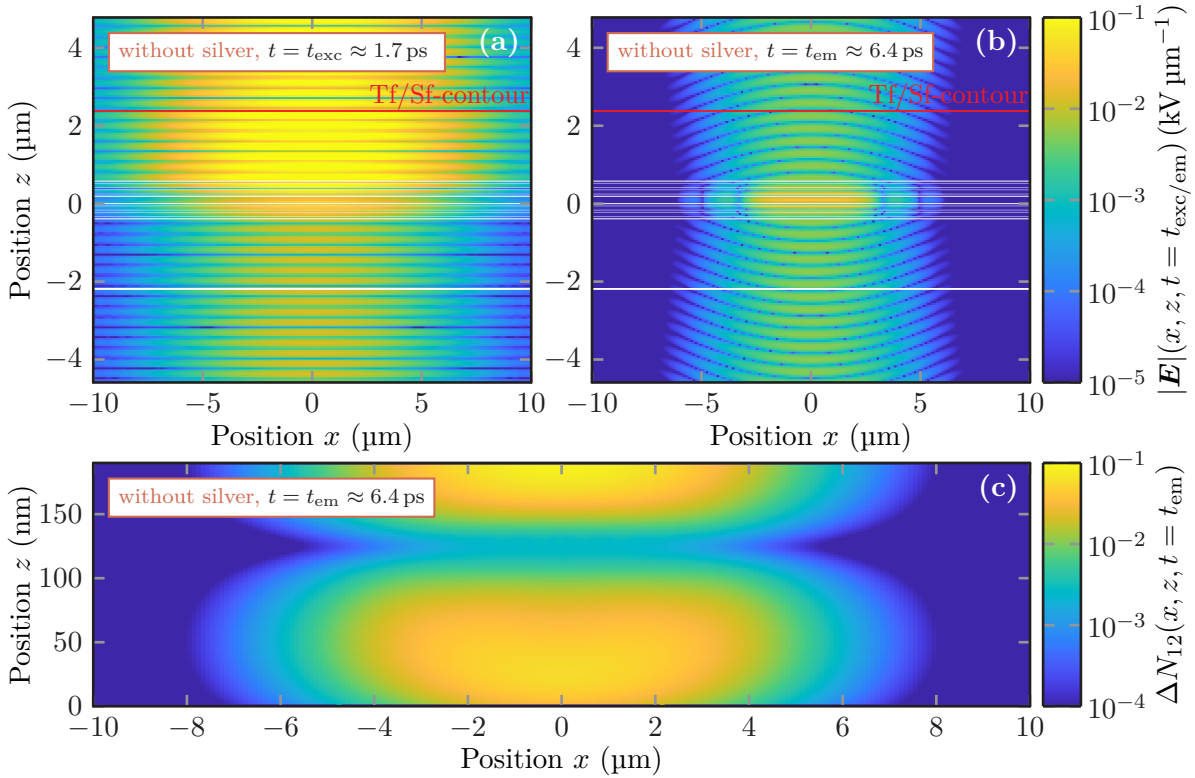 (a)
without silver, t = t_exc ≈ 1.7 ps
Tf/Sf-contour
4
2
0
−2
−4
Position z (µm)
−10
−5
0
5
10
Position x (µm)
(b)
without silver, t = t_em ≈ 6.4 ps
Tf/Sf-contour
4
2
0
−2
−4
−10
−5
0
5
10
Position x (µm)
10^−1
10^−2
10^−3
10^−4
10^−5
|E|(x, z, t = t_exc/em) (kV µm^−1)
(c)
without silver, t = t_em ≈ 6.4 ps
150
100
50
0
Position z (nm)
−10
−8
−6
−4
−2
0
2
4
6
8
10
Position x (µm)
10^−1
10^−2
10^−3
10^−4
ΔN_12(x, z, t = t_em)